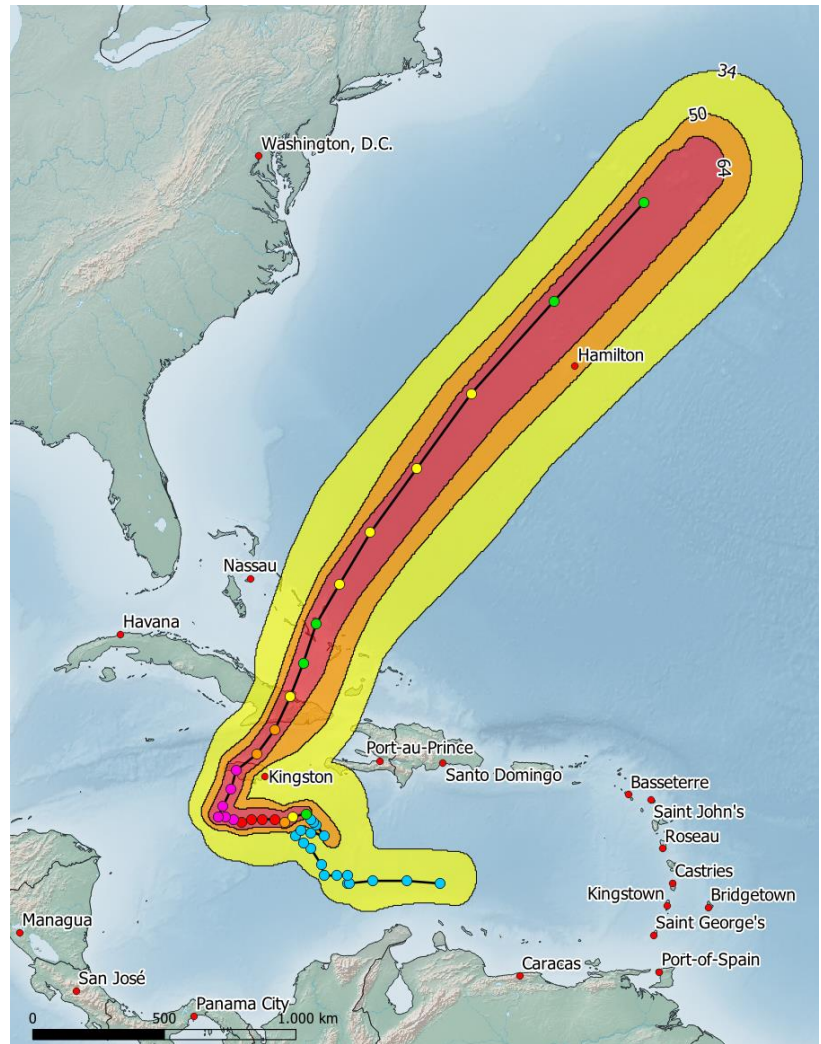 34
50
64
Washington, D.C.
Hamilton
Nassau
Havana
Port-au-Prince
Santo Domingo
Kingston
Basseterre
Saint John's
Roseau
Castries
Kingstown
Bridgetown
Saint George's
Managua
San José
Caracas
Port-of-Spain
Panama City
0 500 1.000 km